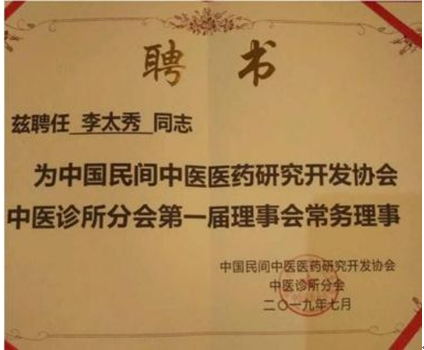 聘书
兹聘任 李太秀 同志
为中国民间中医医药研究开发协会
中医诊所分会第一届理事会常务理事
中国民间中医医药研究开发协会
中医诊所分会
二〇一九年七月